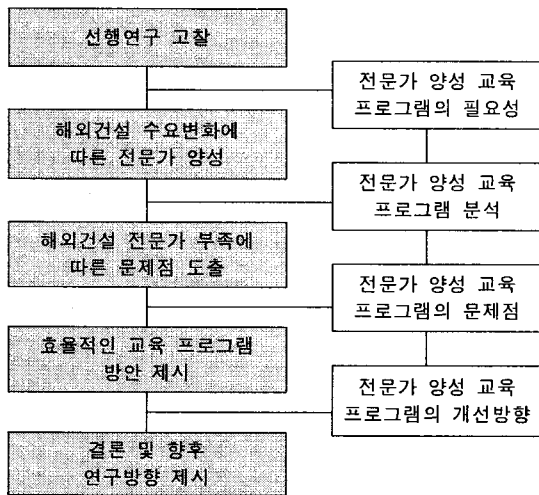 선행연구 고찰
전문가 양성 교육
프로그램의 필요성
해외건설 수요변화에
따른 전문가 양성
전문가 양성 교육
프로그램 분석
해외건설 전문가 부족에
따른 문제점 도출
전문가 양성 교육
프로그램의 문제점
효율적인 교육 프로그램
방안 제시
전문가 양성 교육
프로그램의 개선방향
결론 및 향후
연구방향 제시